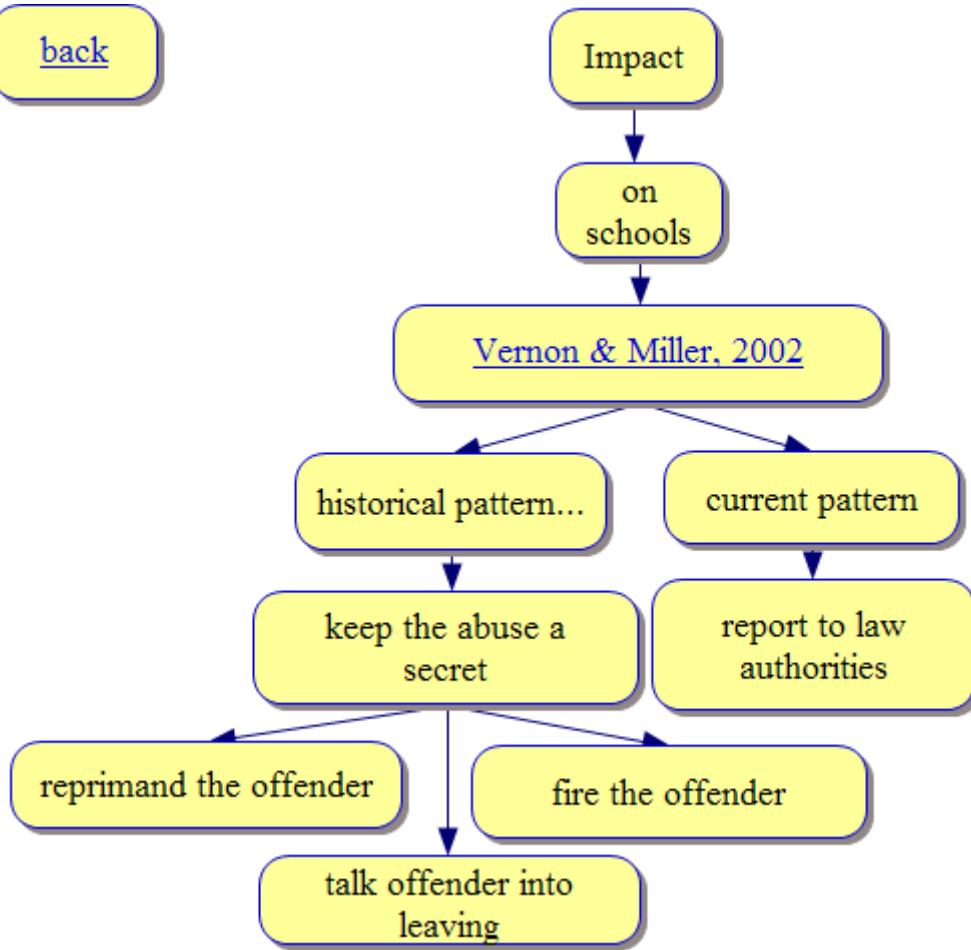 back
Impact
on
schools
Vernon & Miller, 2002
historical pattern...
current pattern
keep the abuse a
secret
report to law
authorities
reprimand the offender
fire the offender
talk offender into
leaving